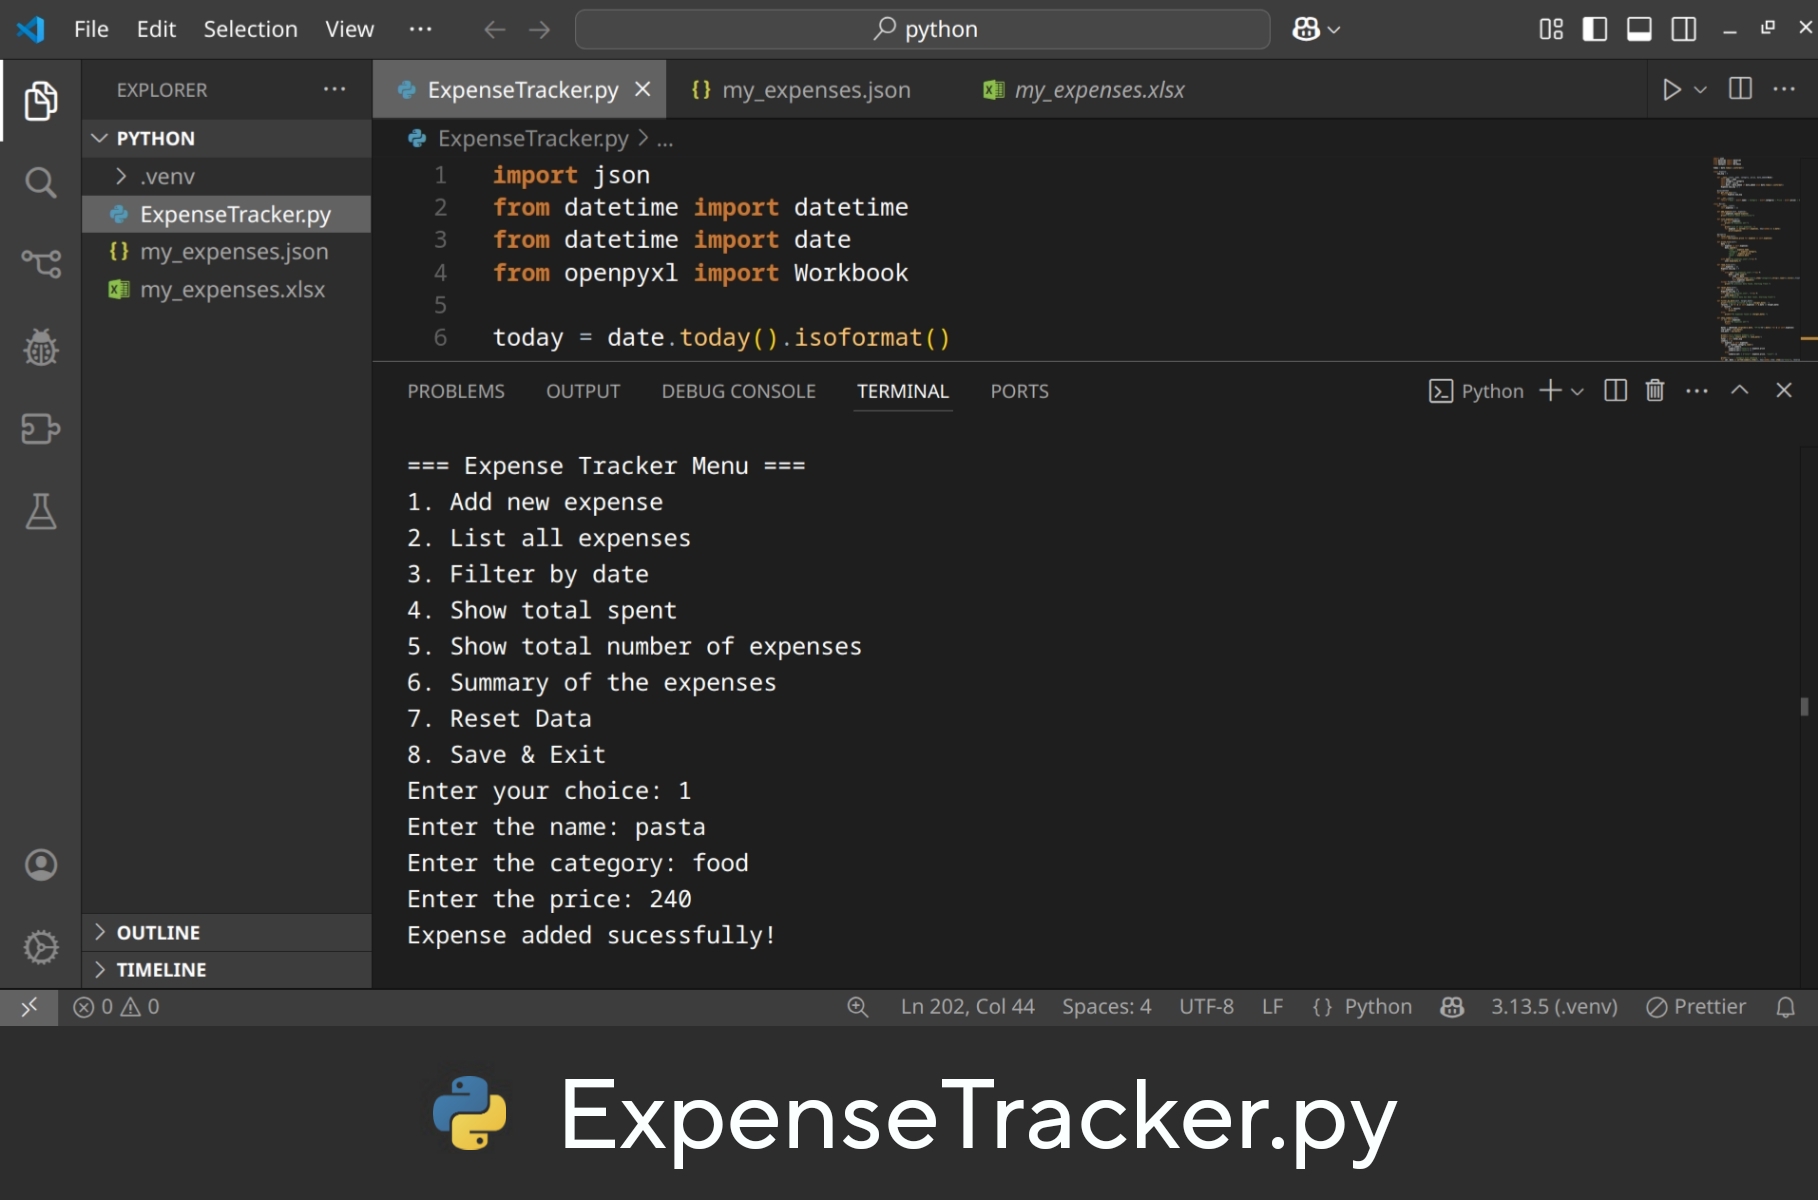 File Edit Selection View ··· python
EXPLORER ···
PYTHON
.venv
ExpenseTracker.py
{} my_expenses.json
my_expenses.xlsx
OUTLINE
TIMELINE
ExpenseTracker.py {} my_expenses.json my_expenses.xlsx
ExpenseTracker.py > ...
1 import json
2 from datetime import datetime
3 from datetime import date
4 from openpyxl import Workbook
5
6 today = date.today().isoformat()
PROBLEMS OUTPUT DEBUG CONSOLE TERMINAL PORTS Python
=== Expense Tracker Menu ===
1. Add new expense
2. List all expenses
3. Filter by date
4. Show total spent
5. Show total number of expenses
6. Summary of the expenses
7. Reset Data
8. Save & Exit
Enter your choice: 1
Enter the name: pasta
Enter the category: food
Enter the price: 240
Expense added sucessfully!
0 0 Ln 202, Col 44 Spaces: 4 UTF-8 LF {} Python 3.13.5 (.venv) Prettier
ExpenseTracker.py